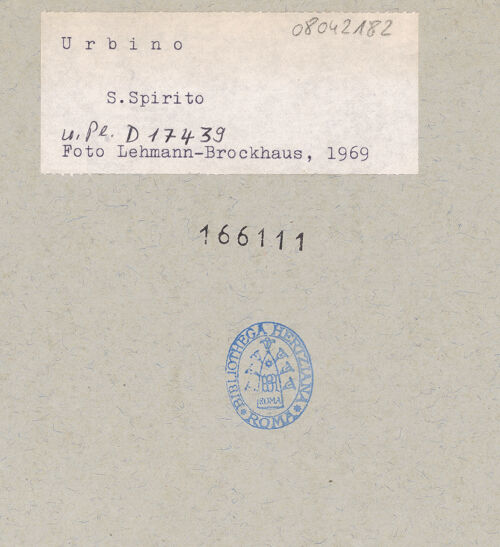 08042182
Urbino
S.Spirito
u. Pl. D 17439
Foto Lehmann-Brockhaus, 1969
166111
BIBLIOTHECA HERTZIANA
ROMA
ROMA